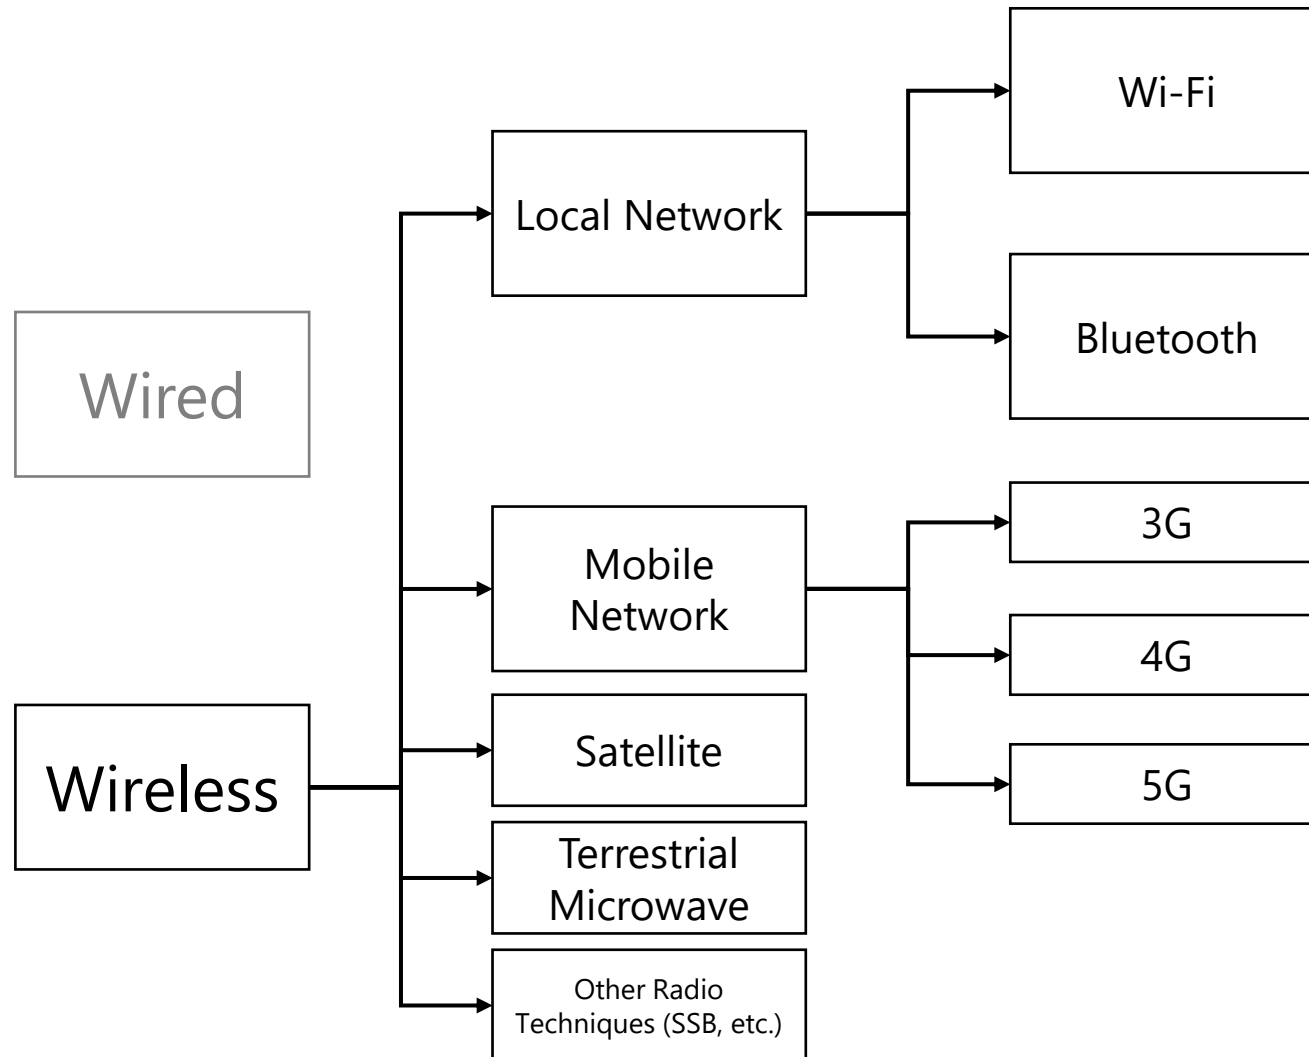 Wired
Wireless
Local Network
Mobile
Network
Satellite
Terrestrial
Microwave
Other Radio
Techniques (SSB, etc.)
Wi-Fi
Bluetooth
3G
4G
5G